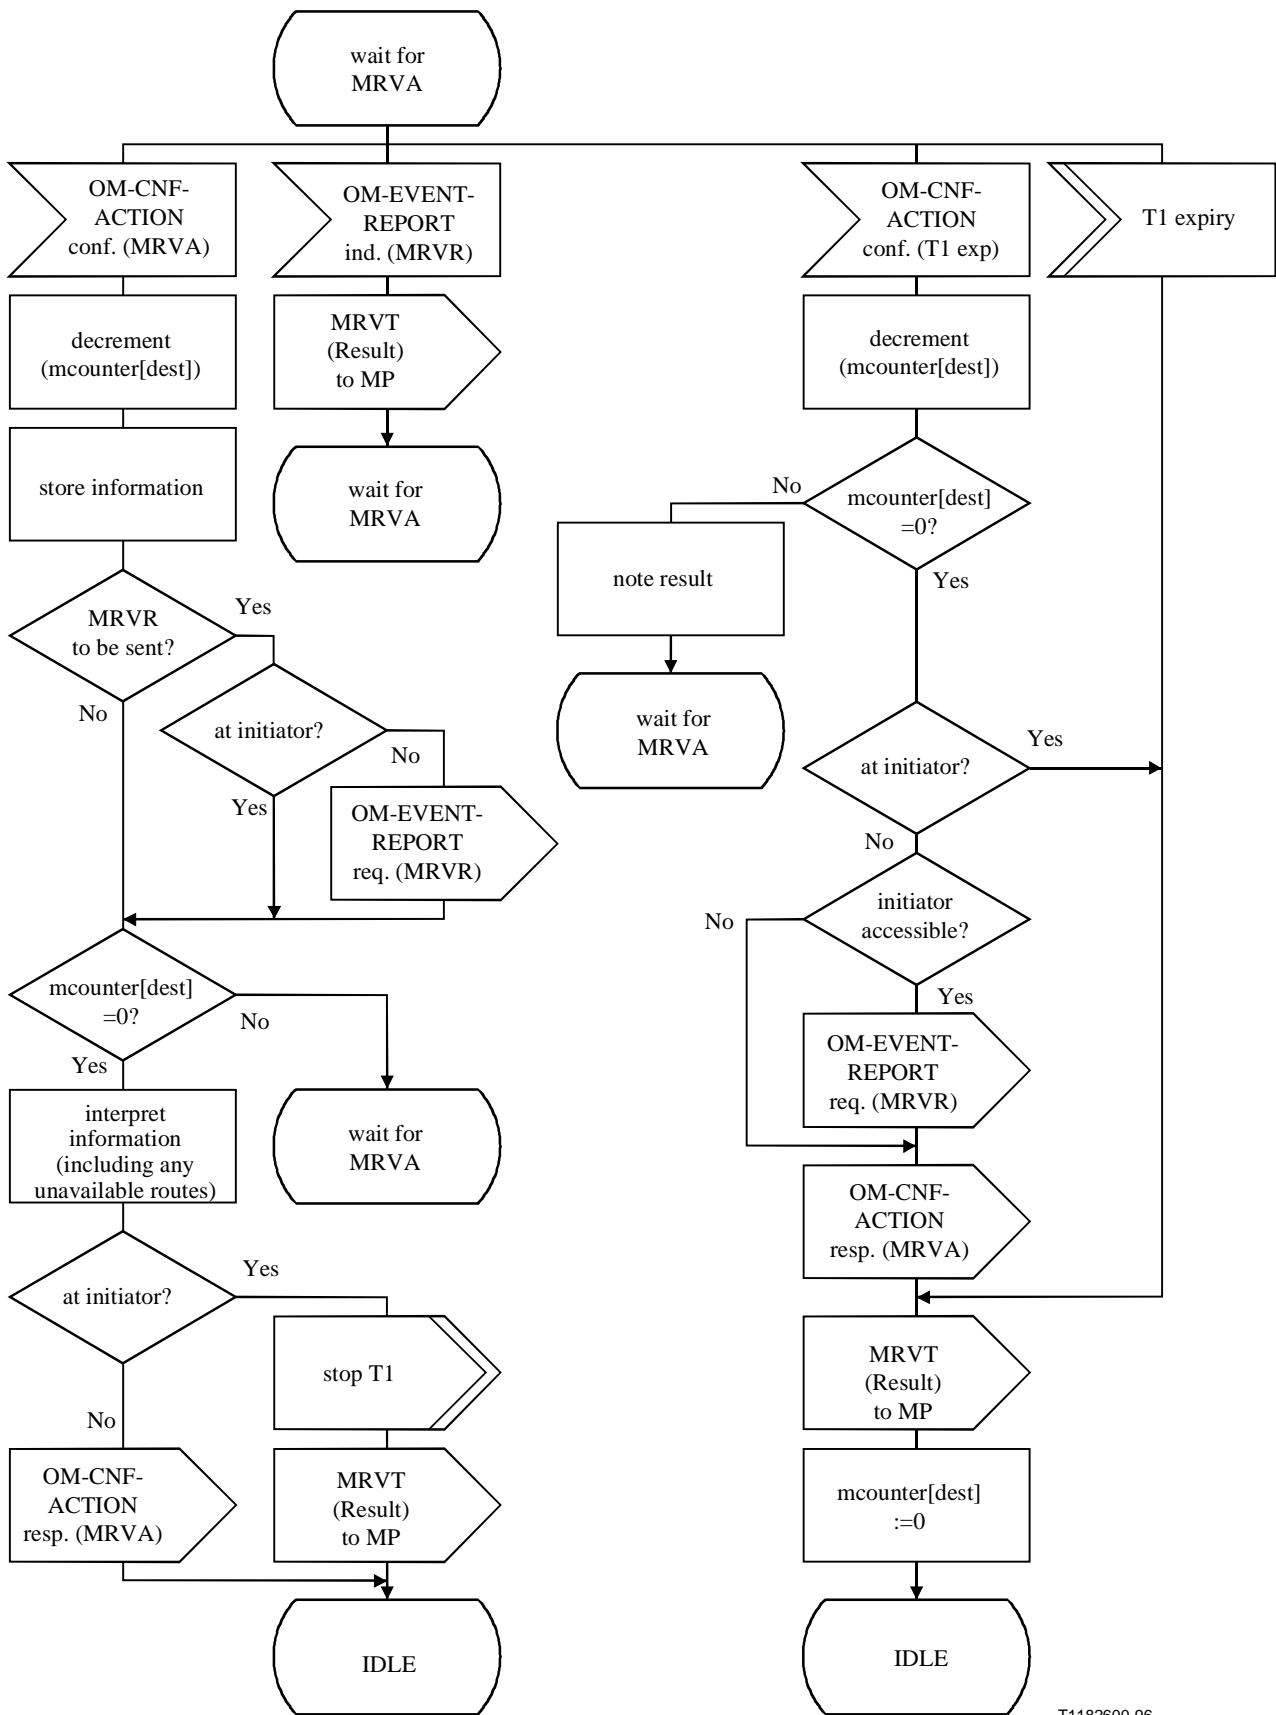 wait for
MRVA
OM-CNF-
ACTION
conf. (MRVA)
OM-EVENT-
REPORT
ind. (MRVR)
OM-CNF-
ACTION
conf. (T1 exp)
T1 expiry
decrement
(mcounter[dest])
MRVT
(Result)
to MP
decrement
(mcounter[dest])
store information
wait for
MRVA
No
mcounter[dest]
=0?
Yes
note result
MRVR
to be sent?
Yes
No
at initiator?
No
Yes
wait for
MRVA
at initiator?
Yes
No
OM-EVENT-
REPORT
req. (MRVR)
initiator
accessible?
No
Yes
mcounter[dest]
=0?
No
Yes
OM-EVENT-
REPORT
req. (MRVR)
interpret
information
(including any
unavailable routes)
wait for
MRVA
OM-CNF-
ACTION
resp. (MRVA)
at initiator?
Yes
No
stop T1
MRVT
(Result)
to MP
OM-CNF-
ACTION
resp. (MRVA)
MRVT
(Result)
to MP
mcounter[dest]
:=0
IDLE
IDLE
T1182600-96